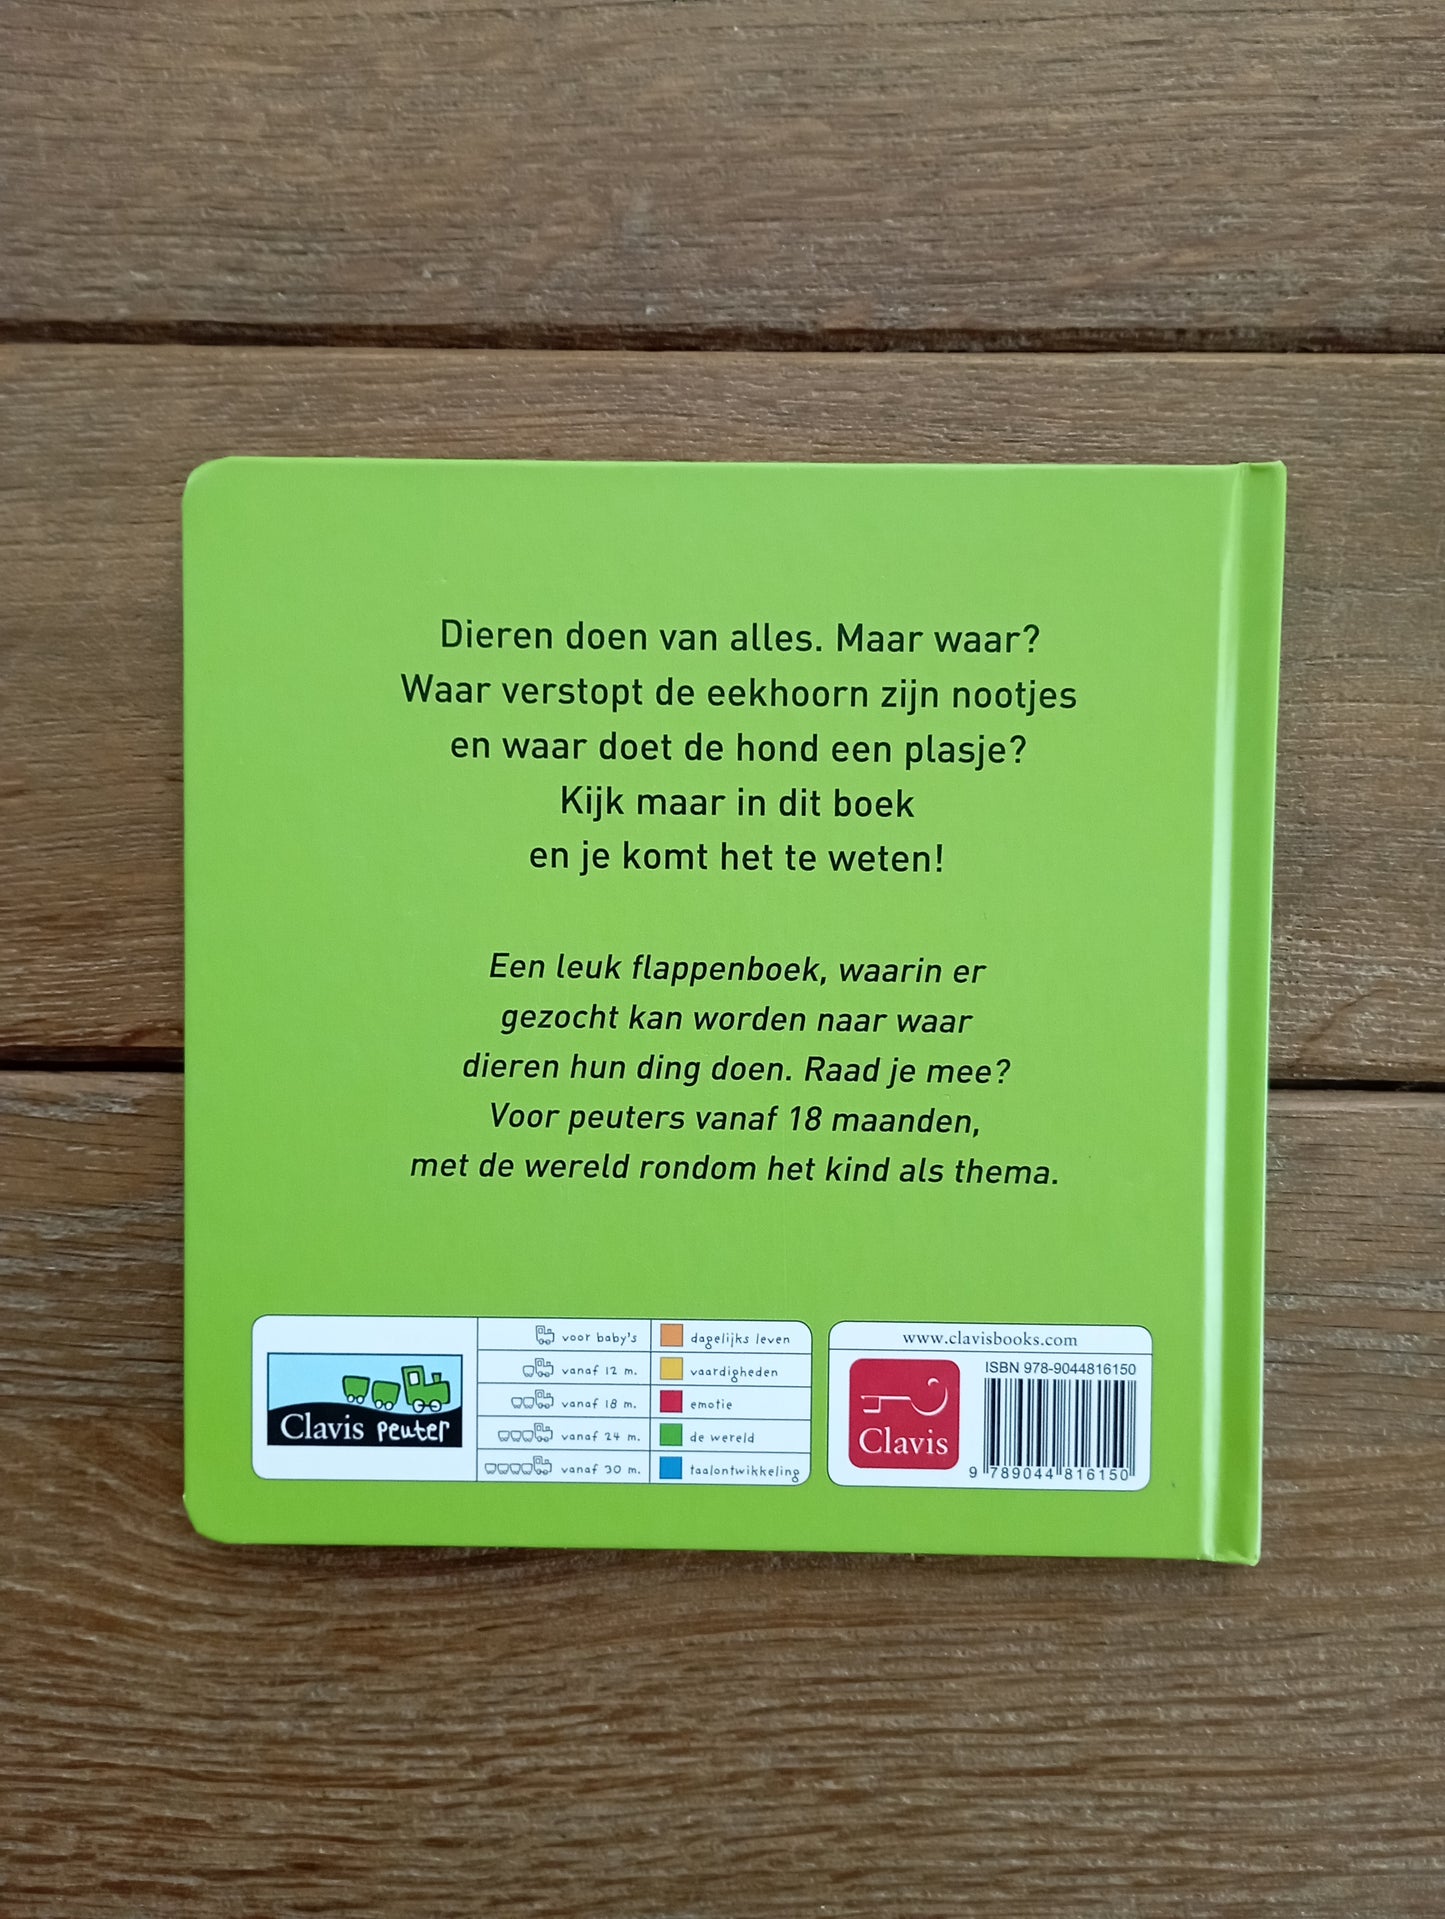 Dieren doen van alles. Maar waar?
Waar verstopt de eekhoorn zijn nootjes
en waar doet de hond een plasje?
Kijk maar in dit boek
en je komt het te weten!
Een leuk flappenboek, waarin er
gezocht kan worden naar waar
dieren hun ding doen. Raad je mee?
Voor peuters vanaf 18 maanden,
met de wereld rondom het kind als thema.
Clavis peuter
voor baby's
vanaf 12 m.
vanaf 18 m.
vanaf 24 m.
vanaf 30 m.
dagelijks leven
vaardigheden
emotie
de wereld
taalontwikkeling
www.clavisbooks.com
Clavis
ISBN 978-9044816150
9 789044 816150